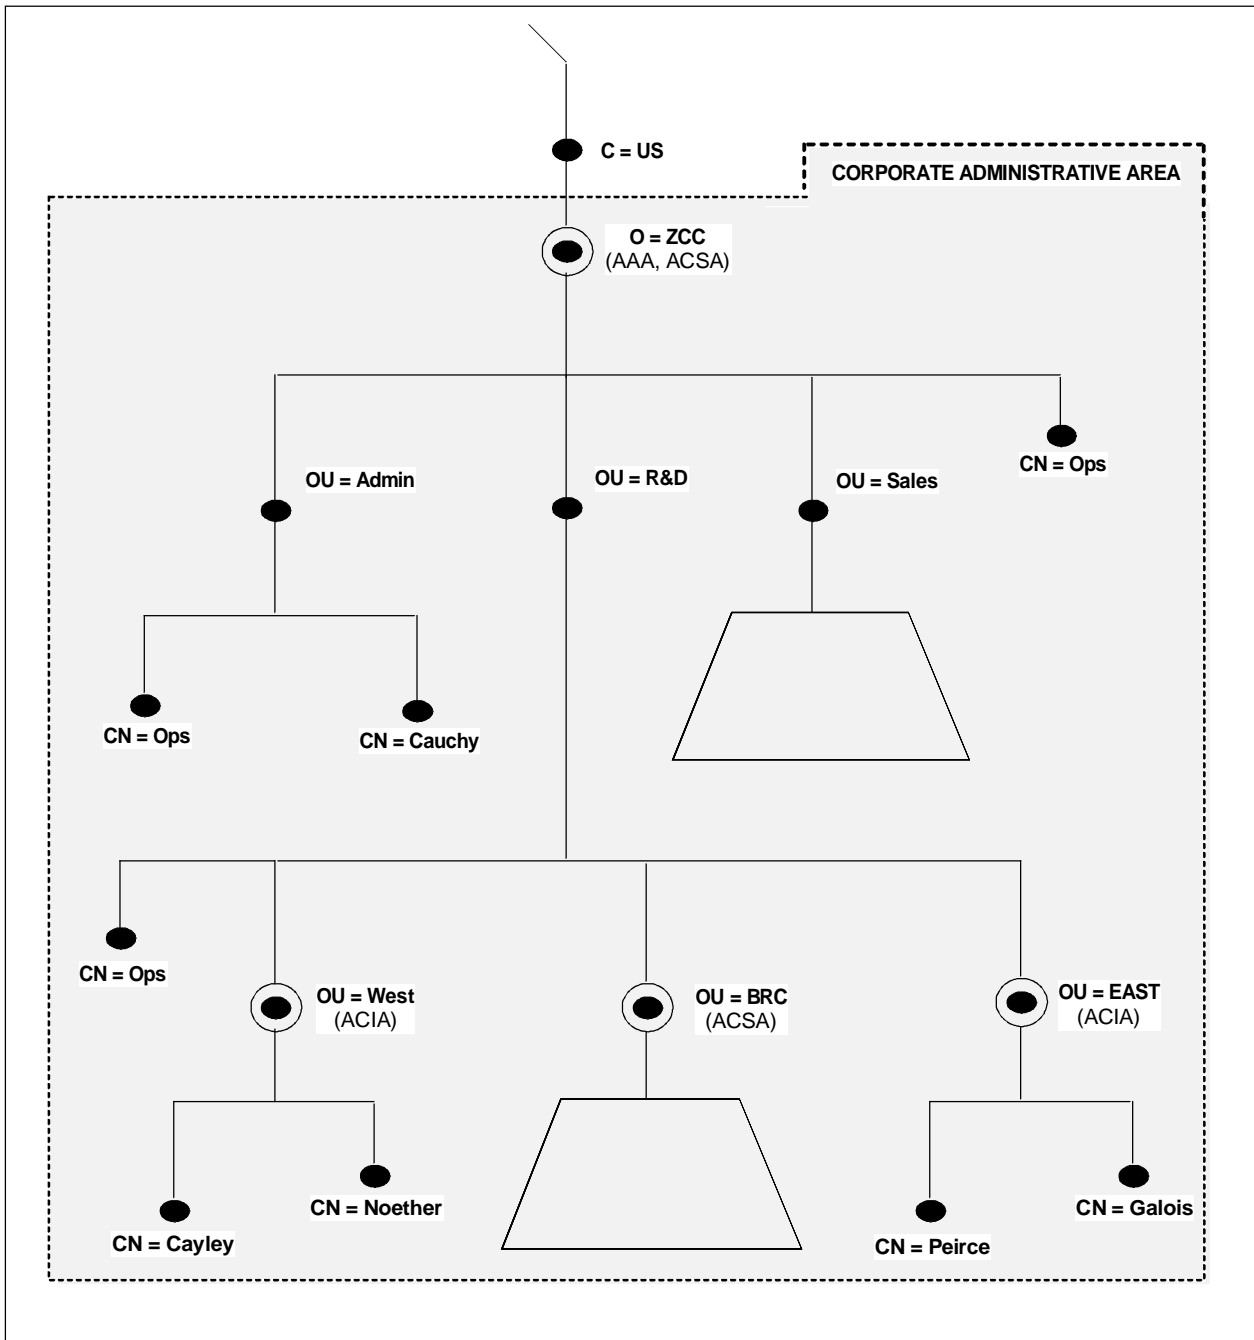 C = US
CORPORATE ADMINISTRATIVE AREA
O = ZCC
(AAA, ACSA)
CN = Ops
OU = Admin
OU = R&D
OU = Sales
CN = Ops
CN = Cauchy
CN = Ops
OU = West
(ACIA)
OU = BRC
(ACSA)
OU = EAST
(ACIA)
CN = Noether
CN = Galois
CN = Cayley
CN = Peirce